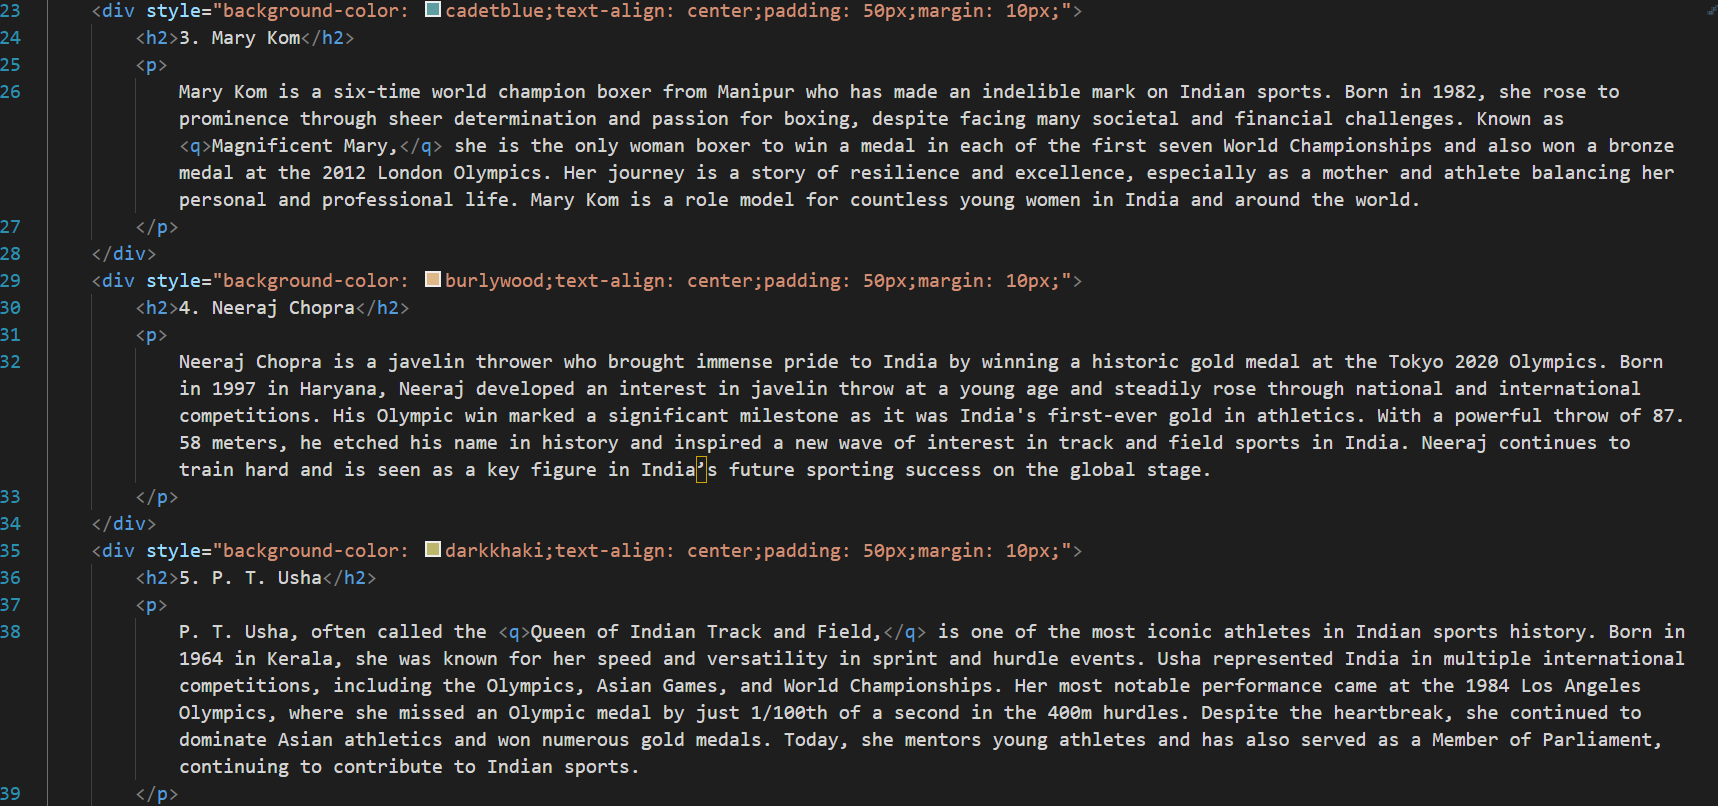 23 <div style="background-color: cadetblue;text-align: center;padding: 50px;margin: 10px;">
24 <h2>3. Mary Kom</h2>
25 <p>
26 Mary Kom is a six-time world champion boxer from Manipur who has made an indelible mark on Indian sports. Born in 1982, she rose to
prominence through sheer determination and passion for boxing, despite facing many societal and financial challenges. Known as
<q>Magnificent Mary,</q> she is the only woman boxer to win a medal in each of the first seven World Championships and also won a bronze
medal at the 2012 London Olympics. Her journey is a story of resilience and excellence, especially as a mother and athlete balancing her
personal and professional life. Mary Kom is a role model for countless young women in India and around the world.
27 </p>
28 </div>
29 <div style="background-color: burlywood;text-align: center;padding: 50px;margin: 10px;">
30 <h2>4. Neeraj Chopra</h2>
31 <p>
32 Neeraj Chopra is a javelin thrower who brought immense pride to India by winning a historic gold medal at the Tokyo 2020 Olympics. Born
in 1997 in Haryana, Neeraj developed an interest in javelin throw at a young age and steadily rose through national and international
competitions. His Olympic win marked a significant milestone as it was India's first-ever gold in athletics. With a powerful throw of 87.
58 meters, he etched his name in history and inspired a new wave of interest in track and field sports in India. Neeraj continues to
train hard and is seen as a key figure in India’s future sporting success on the global stage.
33 </p>
34 </div>
35 <div style="background-color: darkkhaki;text-align: center;padding: 50px;margin: 10px;">
36 <h2>5. P. T. Usha</h2>
37 <p>
38 P. T. Usha, often called the <q>Queen of Indian Track and Field,</q> is one of the most iconic athletes in Indian sports history. Born in
1964 in Kerala, she was known for her speed and versatility in sprint and hurdle events. Usha represented India in multiple international
competitions, including the Olympics, Asian Games, and World Championships. Her most notable performance came at the 1984 Los Angeles
Olympics, where she missed an Olympic medal by just 1/100th of a second in the 400m hurdles. Despite the heartbreak, she continued to
dominate Asian athletics and won numerous gold medals. Today, she mentors young athletes and has also served as a Member of Parliament,
continuing to contribute to Indian sports.
39 </p>